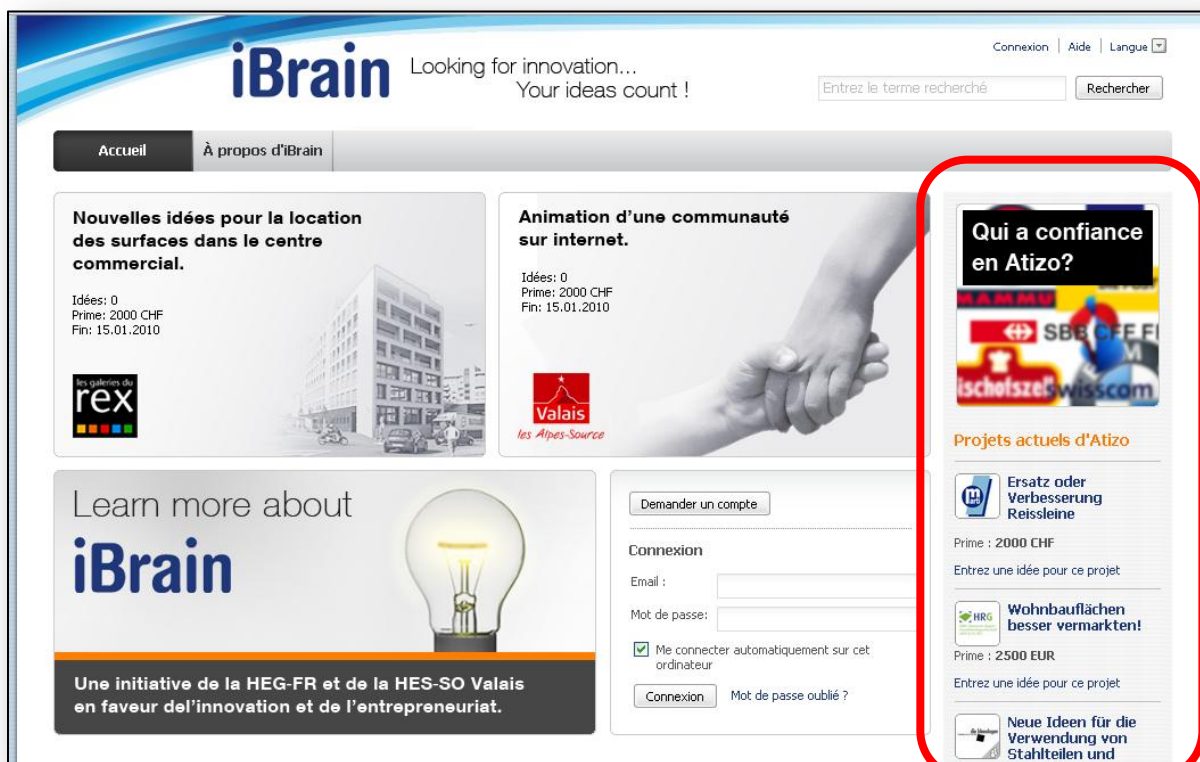 iBrain
Looking for innovation...
Your ideas count !
Connexion | Aide | Langue
Entrez le terme recherché
Rechercher
Accueil
À propos d'iBrain
Nouvelles idées pour la location
des surfaces dans le centre
commercial.
Idées: 0
Prime: 2000 CHF
Fin: 15.01.2010
les galeries du
rex
Animation d'une communauté
sur internet.
Idées: 0
Prime: 2000 CHF
Fin: 15.01.2010
Valais
les Alpes-Source
Learn more about
iBrain
Une initiative de la HEG-FR et de la HES-SO Valais
en faveur del'innovation et de l'entrepreneuriat.
Demander un compte
Connexion
Email :
Mot de passe:
Me connecter automatiquement sur cet
ordinateur
Connexion
Mot de passe oublié ?
Qui a confiance
en Atizo?
MAMMU
SBB CFF F
M
ischofszell
swisscom
Projets actuels d'Atizo
Ersatz oder
Verbesserung
Reissleine
Prime : 2000 CHF
Entrez une idée pour ce projet
HRG
Wohnbauflächen
besser vermarkten!
Prime : 2500 EUR
Entrez une idée pour ce projet
Neue Ideen für die
Verwendung von
Stahlteilen und